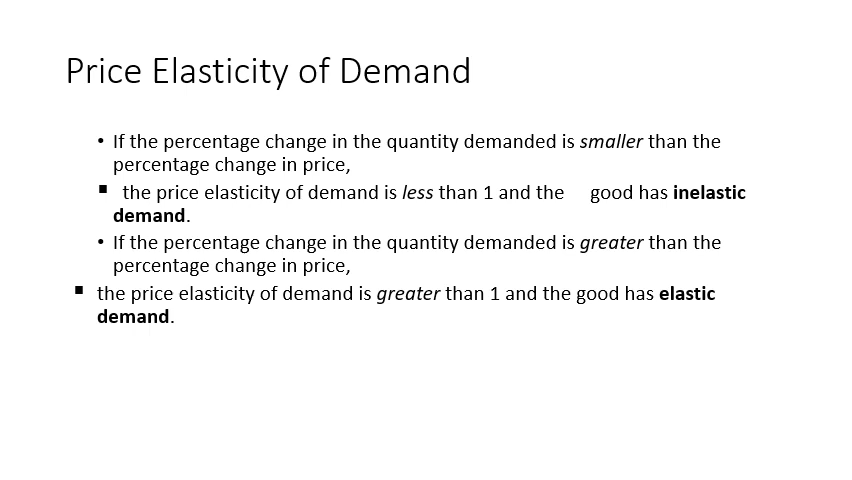 Price Elasticity of Demand
• If the percentage change in the quantity demanded is smaller than the
percentage change in price,
▪ the price elasticity of demand is less than 1 and the good has inelastic
demand.
• If the percentage change in the quantity demanded is greater than the
percentage change in price,
▪ the price elasticity of demand is greater than 1 and the good has elastic
demand.